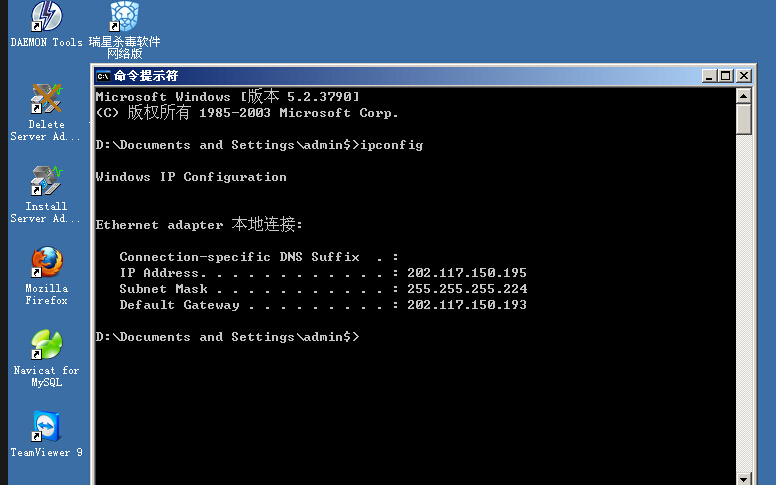 DAEMON Tools
瑞星杀毒软件
网络版
Delete
Server Ad...
Install
Server Ad...
Mozilla
Firefox
Navicat for
MySQL
TeamViewer 9
命令提示符
Microsoft Windows [版本 5.2.3790]
(C) 版权所有 1985-2003 Microsoft Corp.
D:\Documents and Settings\admin$>ipconfig
Windows IP Configuration
Ethernet adapter 本地连接:
Connection-specific DNS Suffix  . :
IP Address. . . . . . . . . . . . : 202.117.150.195
Subnet Mask . . . . . . . . . . . : 255.255.255.224
Default Gateway . . . . . . . . . : 202.117.150.193
D:\Documents and Settings\admin$>